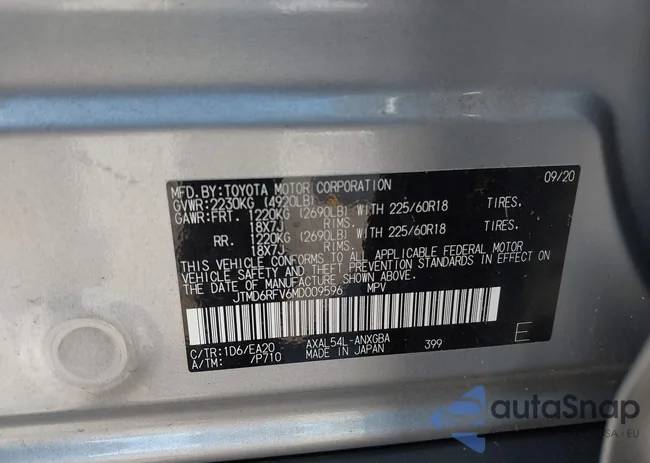 MFD. BY: TOYOTA MOTOR CORPORATION 09/20
GVWR: 2230KG (4920LB)
GAWR: FRT. 1220KG (2690LB) WITH 225/60R18 TIRES.
18X7J RIMS.
RR. 1220KG (2690LB) WITH 225/60R18 TIRES.
18X7J RIMS.
THIS VEHICLE CONFORMS TO ALL APPLICABLE FEDERAL MOTOR
VEHICLE SAFETY AND THEFT PREVENTION STANDARDS IN EFFECT ON
THE DATE OF MANUFACTURE SHOWN ABOVE.
JTMD6RFV6MD009596 MPV
E
C/TR: 1D6/EA20 AXAL54L-ANXGBA 399
A/TM: /P710 MADE IN JAPAN
autaSnap
USA · EU